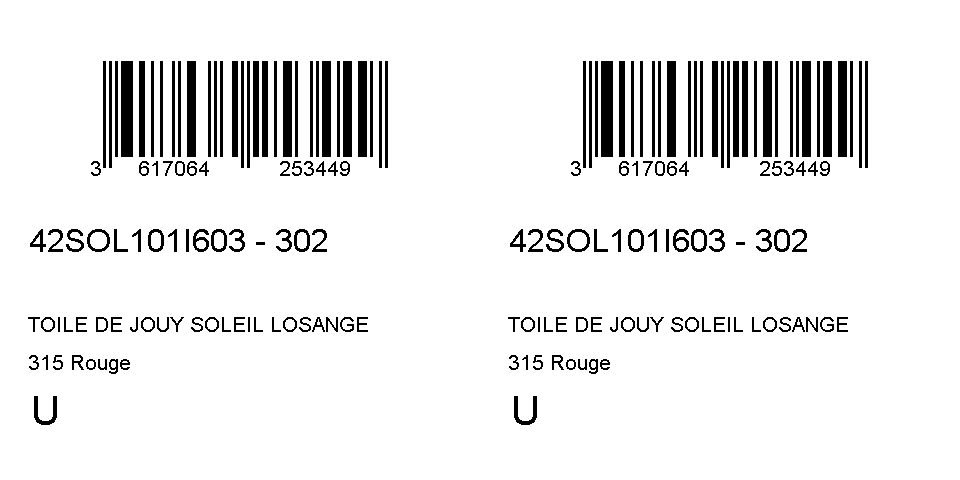 3 617064 253449
42SOL101I603 - 302
TOILE DE JOUY SOLEIL LOSANGE
315 Rouge
U
3 617064 253449
42SOL101I603 - 302
TOILE DE JOUY SOLEIL LOSANGE
315 Rouge
U